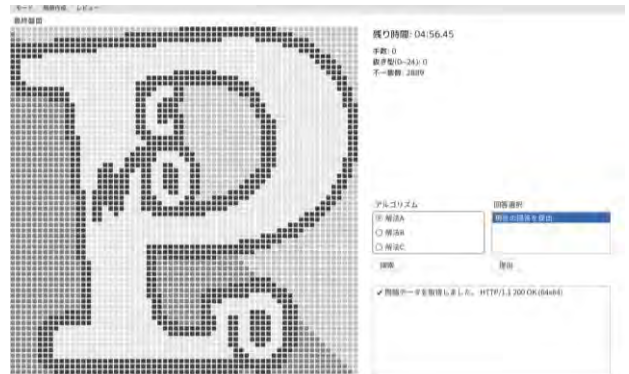 モード 問題作成 レビュー
最終盤面
残り時間: 04:56.45
手数: 0
抜き型(0~24): 0
不一致数: 2889
アルゴリズム
解法A
解法B
解法C
回答選択
現在の回答を提出
探索
提出
✔ 問題データを取得しました。 HTTP/1.1 200 OK (64x64)